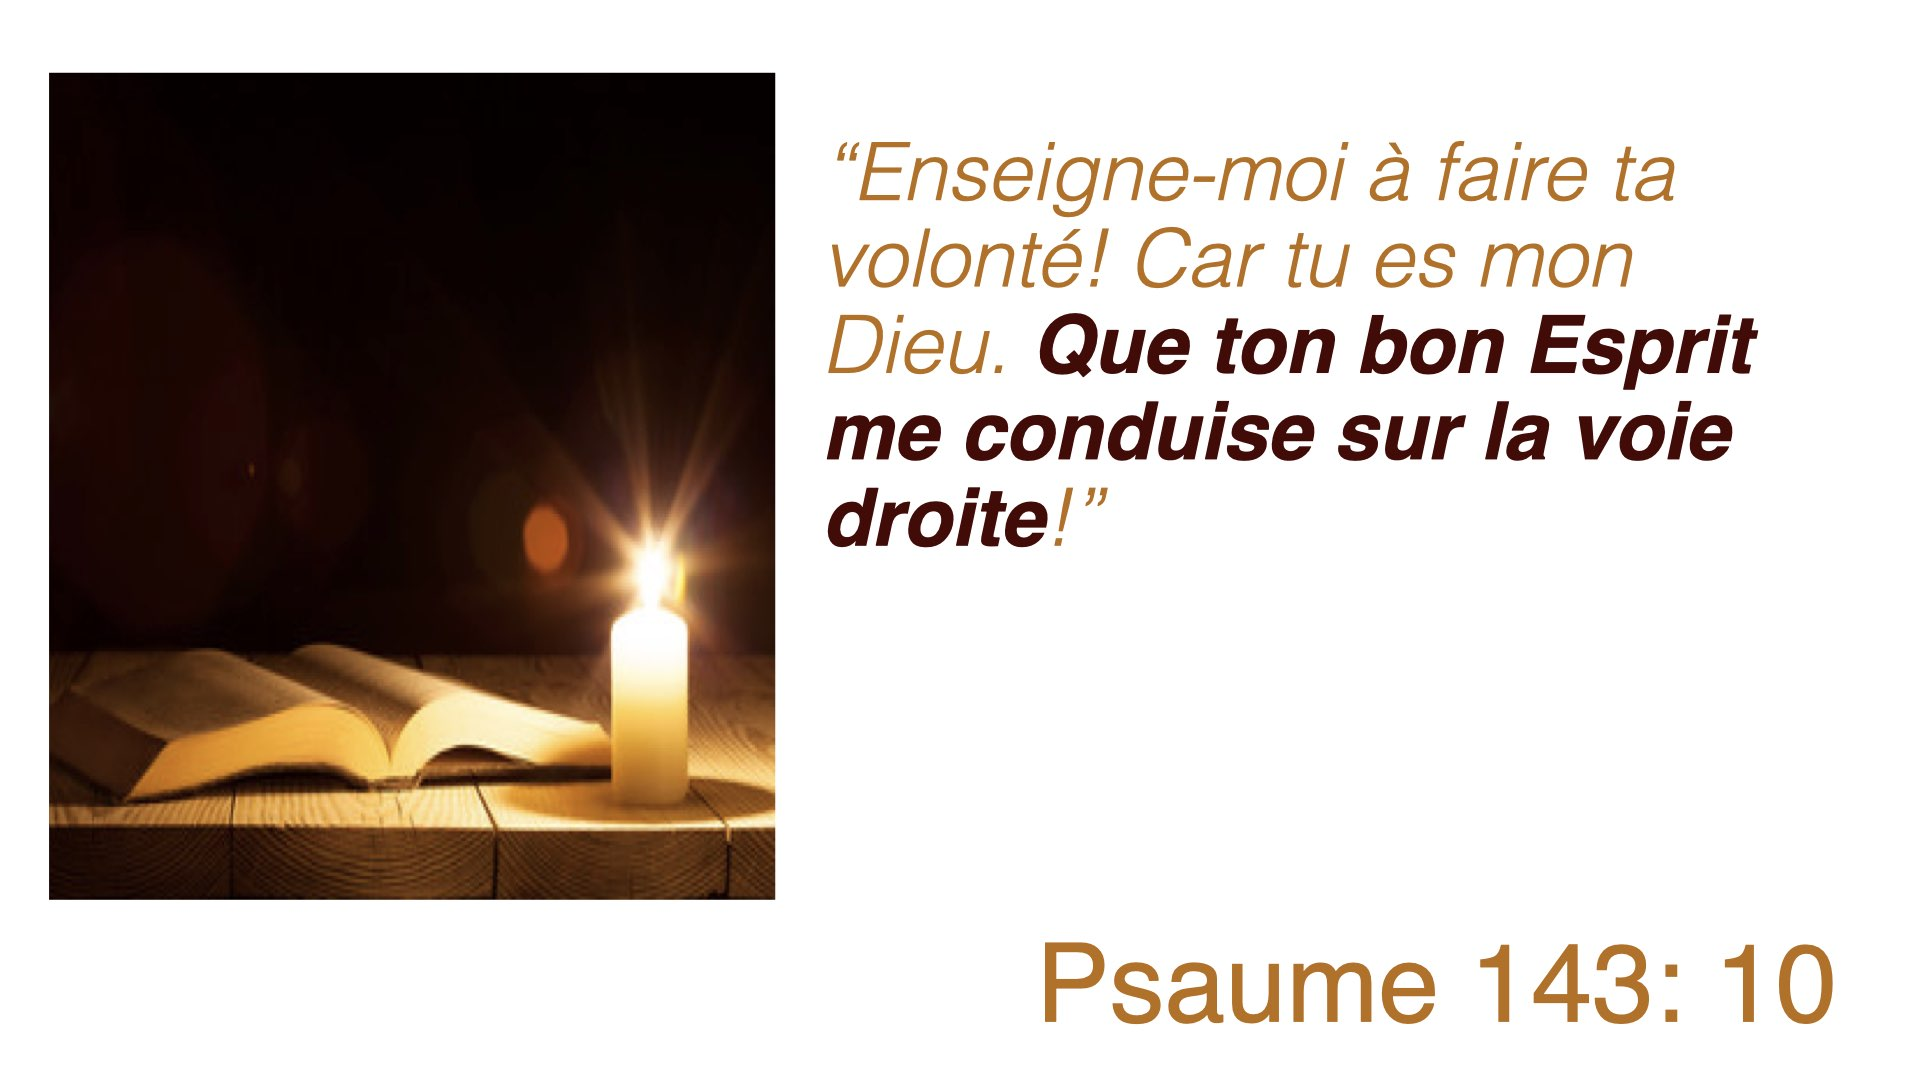 “Enseigne-moi à faire ta
volonté! Car tu es mon
Dieu. Que ton bon Esprit
me conduise sur la voie
droite!”
Psaume 143: 10